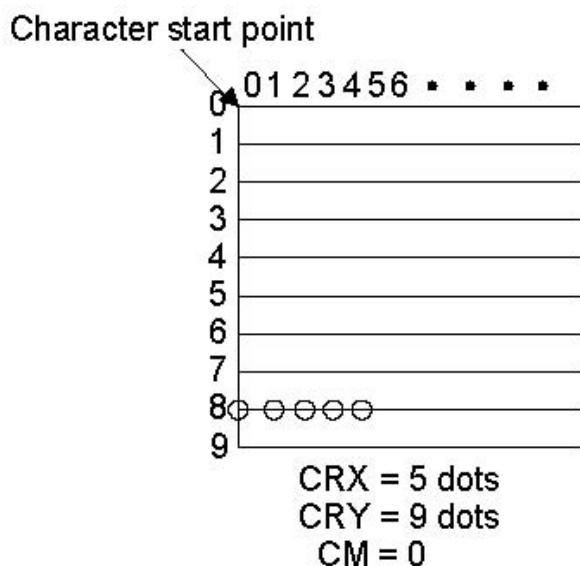 Character start point
0123456 • • • •
0
1
2
3
4
5
6
7
8
9
CRX = 5 dots
CRY = 9 dots
CM = 0